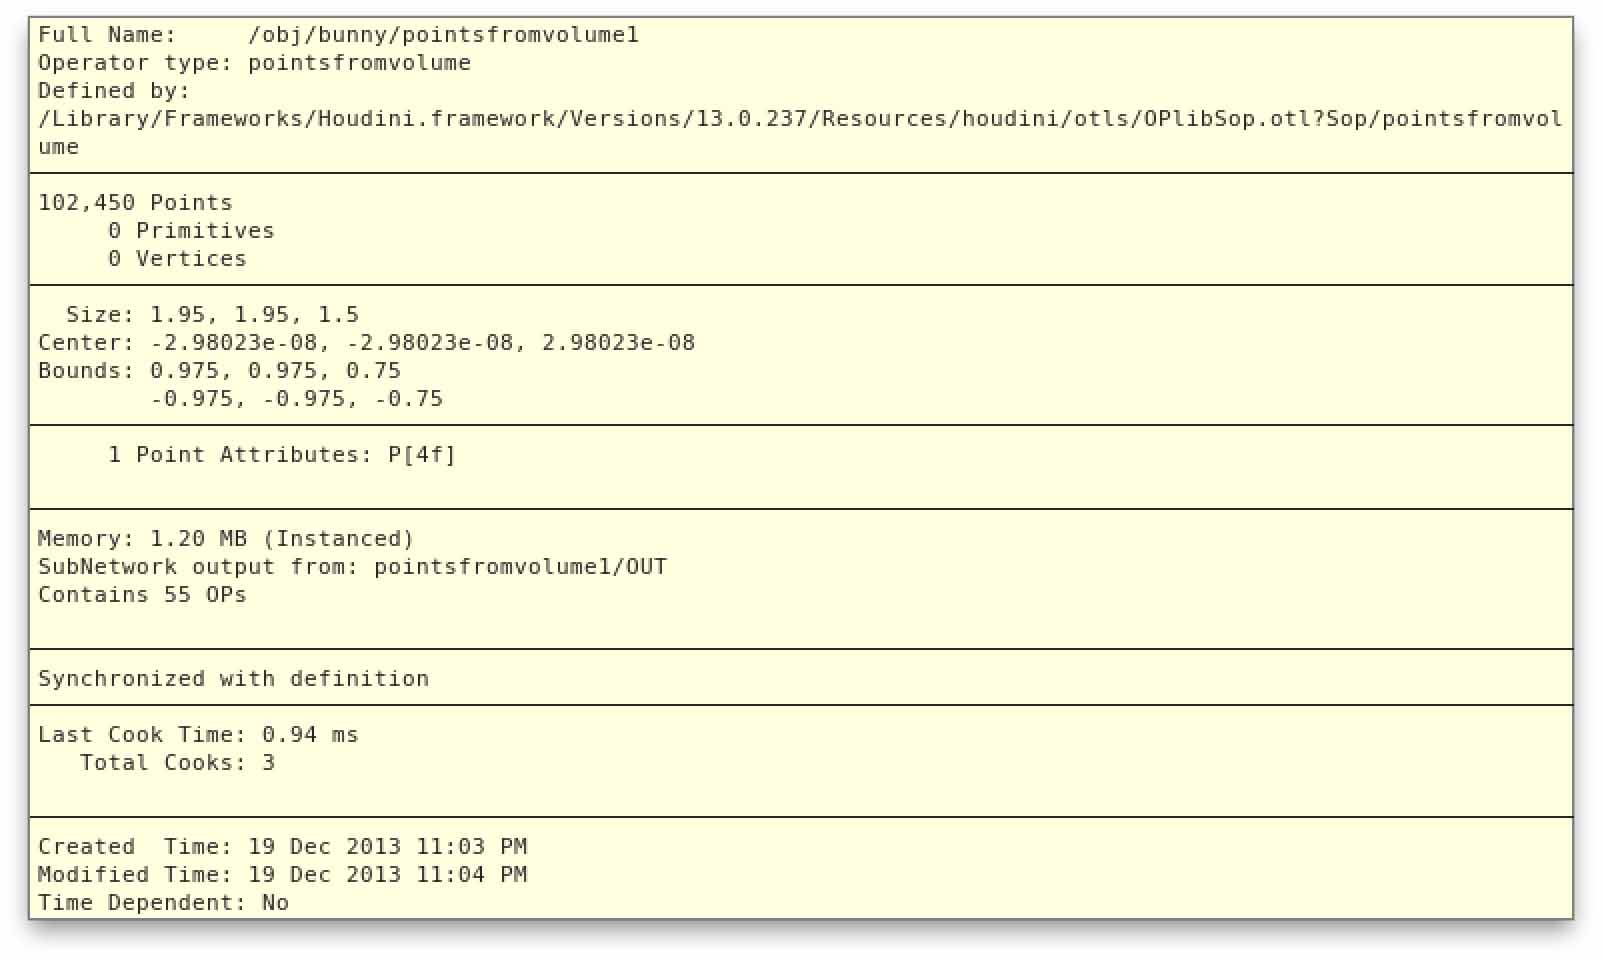 Full Name:     /obj/bunny/pointsfromvolume1
Operator type: pointsfromvolume
Defined by:
/Library/Frameworks/Houdini.framework/Versions/13.0.237/Resources/houdini/otls/OPlibSop.otl?Sop/pointsfromvol
ume
102,450 Points
     0 Primitives
     0 Vertices
  Size: 1.95, 1.95, 1.5
Center: -2.98023e-08, -2.98023e-08, 2.98023e-08
Bounds: 0.975, 0.975, 0.75
        -0.975, -0.975, -0.75
     1 Point Attributes: P[4f]
Memory: 1.20 MB (Instanced)
SubNetwork output from: pointsfromvolume1/OUT
Contains 55 OPs
Synchronized with definition
Last Cook Time: 0.94 ms
   Total Cooks: 3
Created  Time: 19 Dec 2013 11:03 PM
Modified Time: 19 Dec 2013 11:04 PM
Time Dependent: No